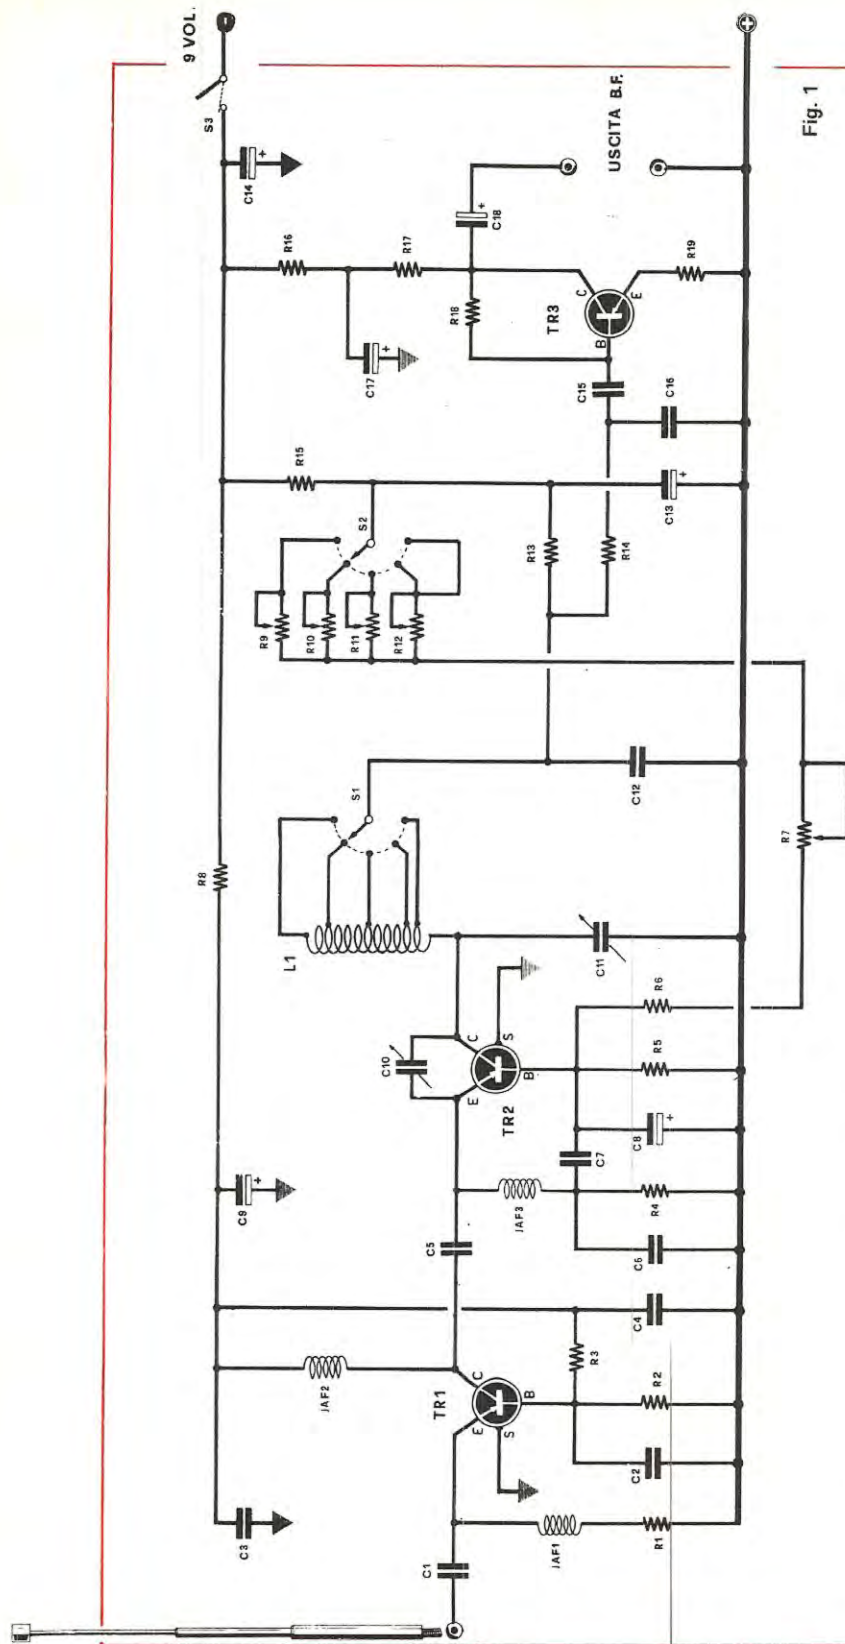 9 VOL.
S3
C14
+
R16
R17
C17
+
C18
+
USCITA B.F.
Fig. 1
R18
C
B
E
TR3
R19
C15
C16
R15
S2
R9
R10
R11
R12
R13
R14
C13
+
R8
S1
L1
C12
R7
C11
C10
E
C
S
B
TR2
R6
R5
C8
+
C7
R4
C6
JAF3
C9
+
C5
C4
R3
R2
C2
JAF2
TR1
E
C
S
B
C3
C1
JAF1
R1